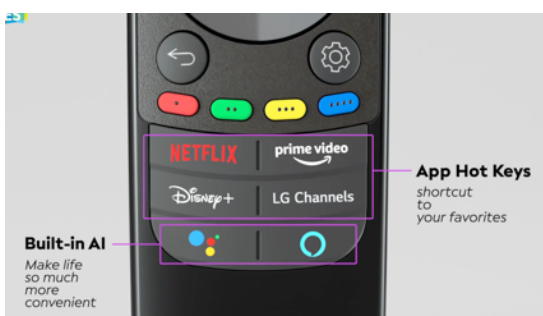 ES
NETFLIX
prime video
Disney+
LG Channels
App Hot Keys
shortcut
to
your favorites
Built-in AI
Make life
so much
more
convenient